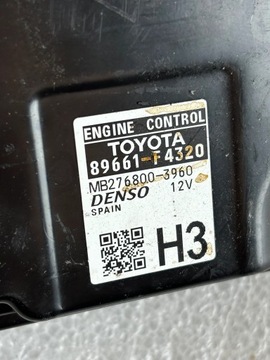 ENGINE CONTROL
TOYOTA
89661-F4320
MB276800-3960
DENSO 12V
SPAIN
H3